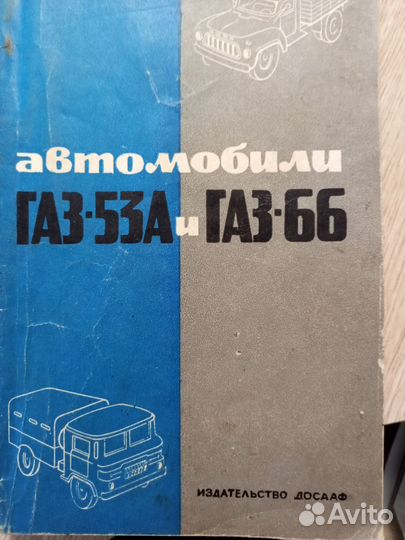 автомобили
ГАЗ-53А и ГАЗ-66
ИЗДАТЕЛЬСТВО ДОСААФ
Avito